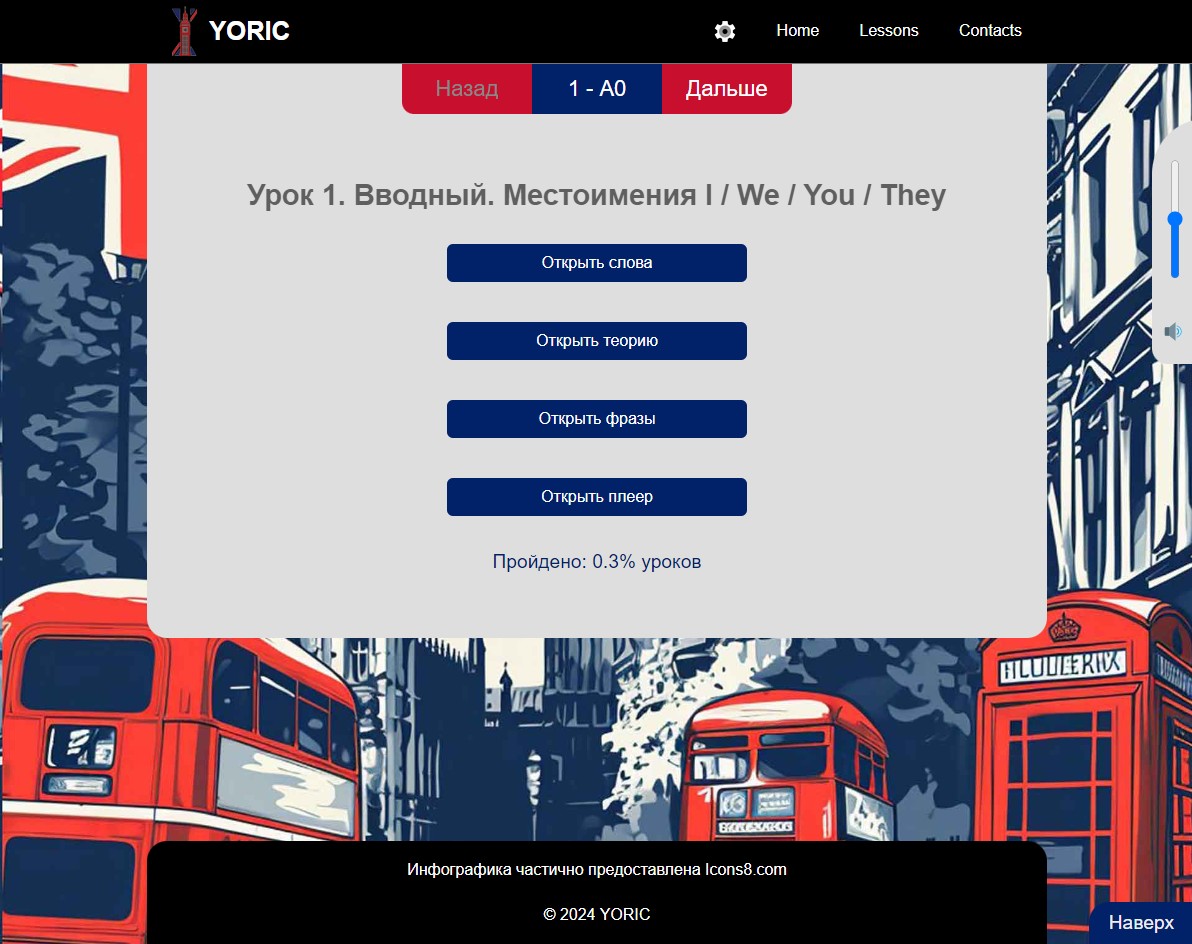 YORIC
Home
Lessons
Contacts
Назад
1 - A0
Дальше
Урок 1. Вводный. Местоимения I / We / You / They
Открыть слова
Открыть теорию
Открыть фразы
Открыть плеер
Пройдено: 0.3% уроков
Инфографика частично предоставлена Icons8.com
© 2024 YORIC
Наверх